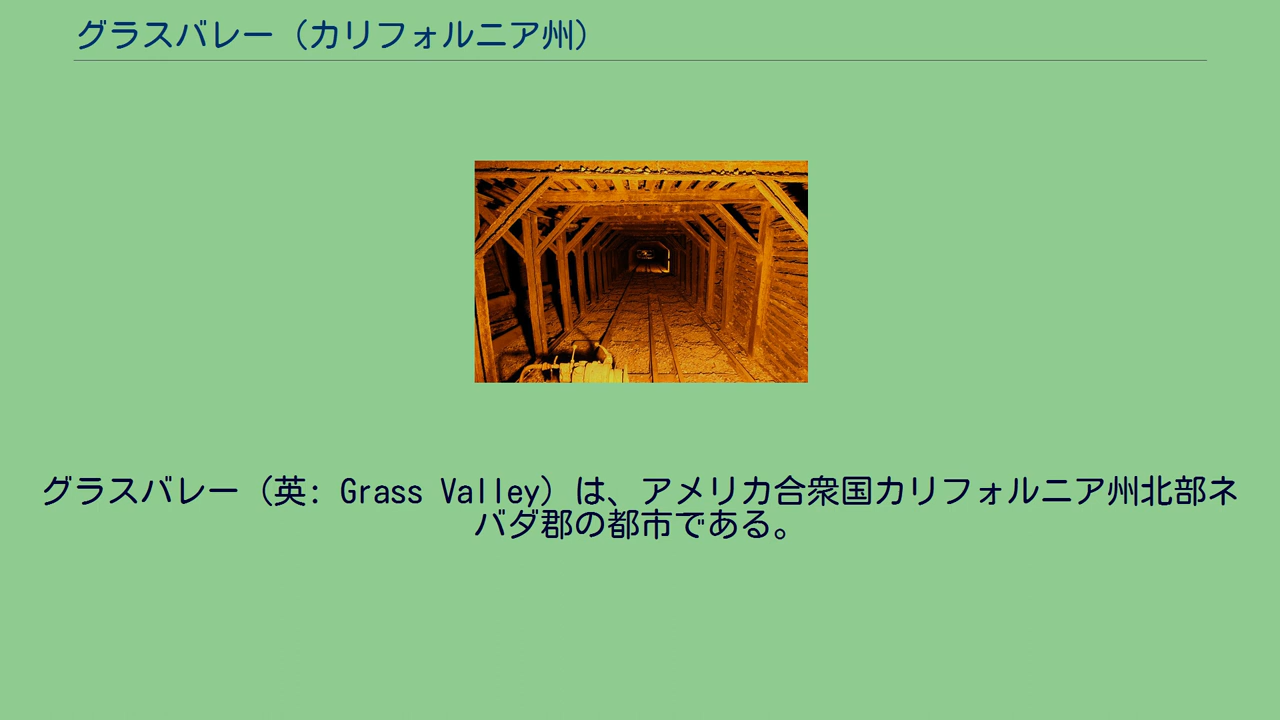 グラスバレー（カリフォルニア州）
グラスバレー（英: Grass Valley）は、アメリカ合衆国カリフォルニア州北部ネ
バダ郡の都市である。